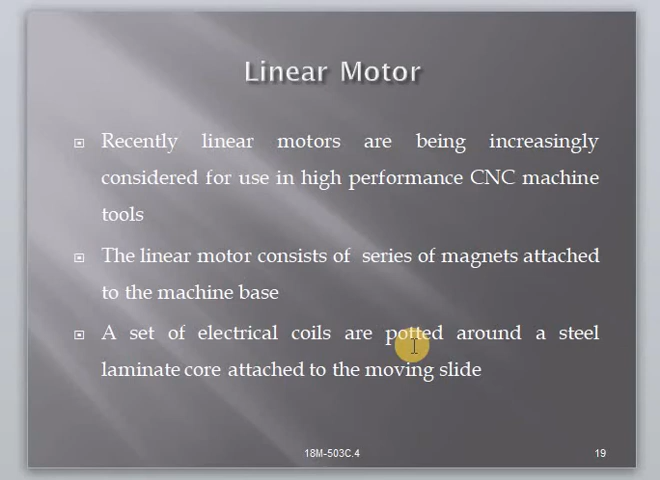 Linear Motor
Recently linear motors are being increasingly
considered for use in high performance CNC machine
tools
The linear motor consists of series of magnets attached
to the machine base
A set of electrical coils are potted around a steel
laminate core attached to the moving slide
18M-503C.4
19